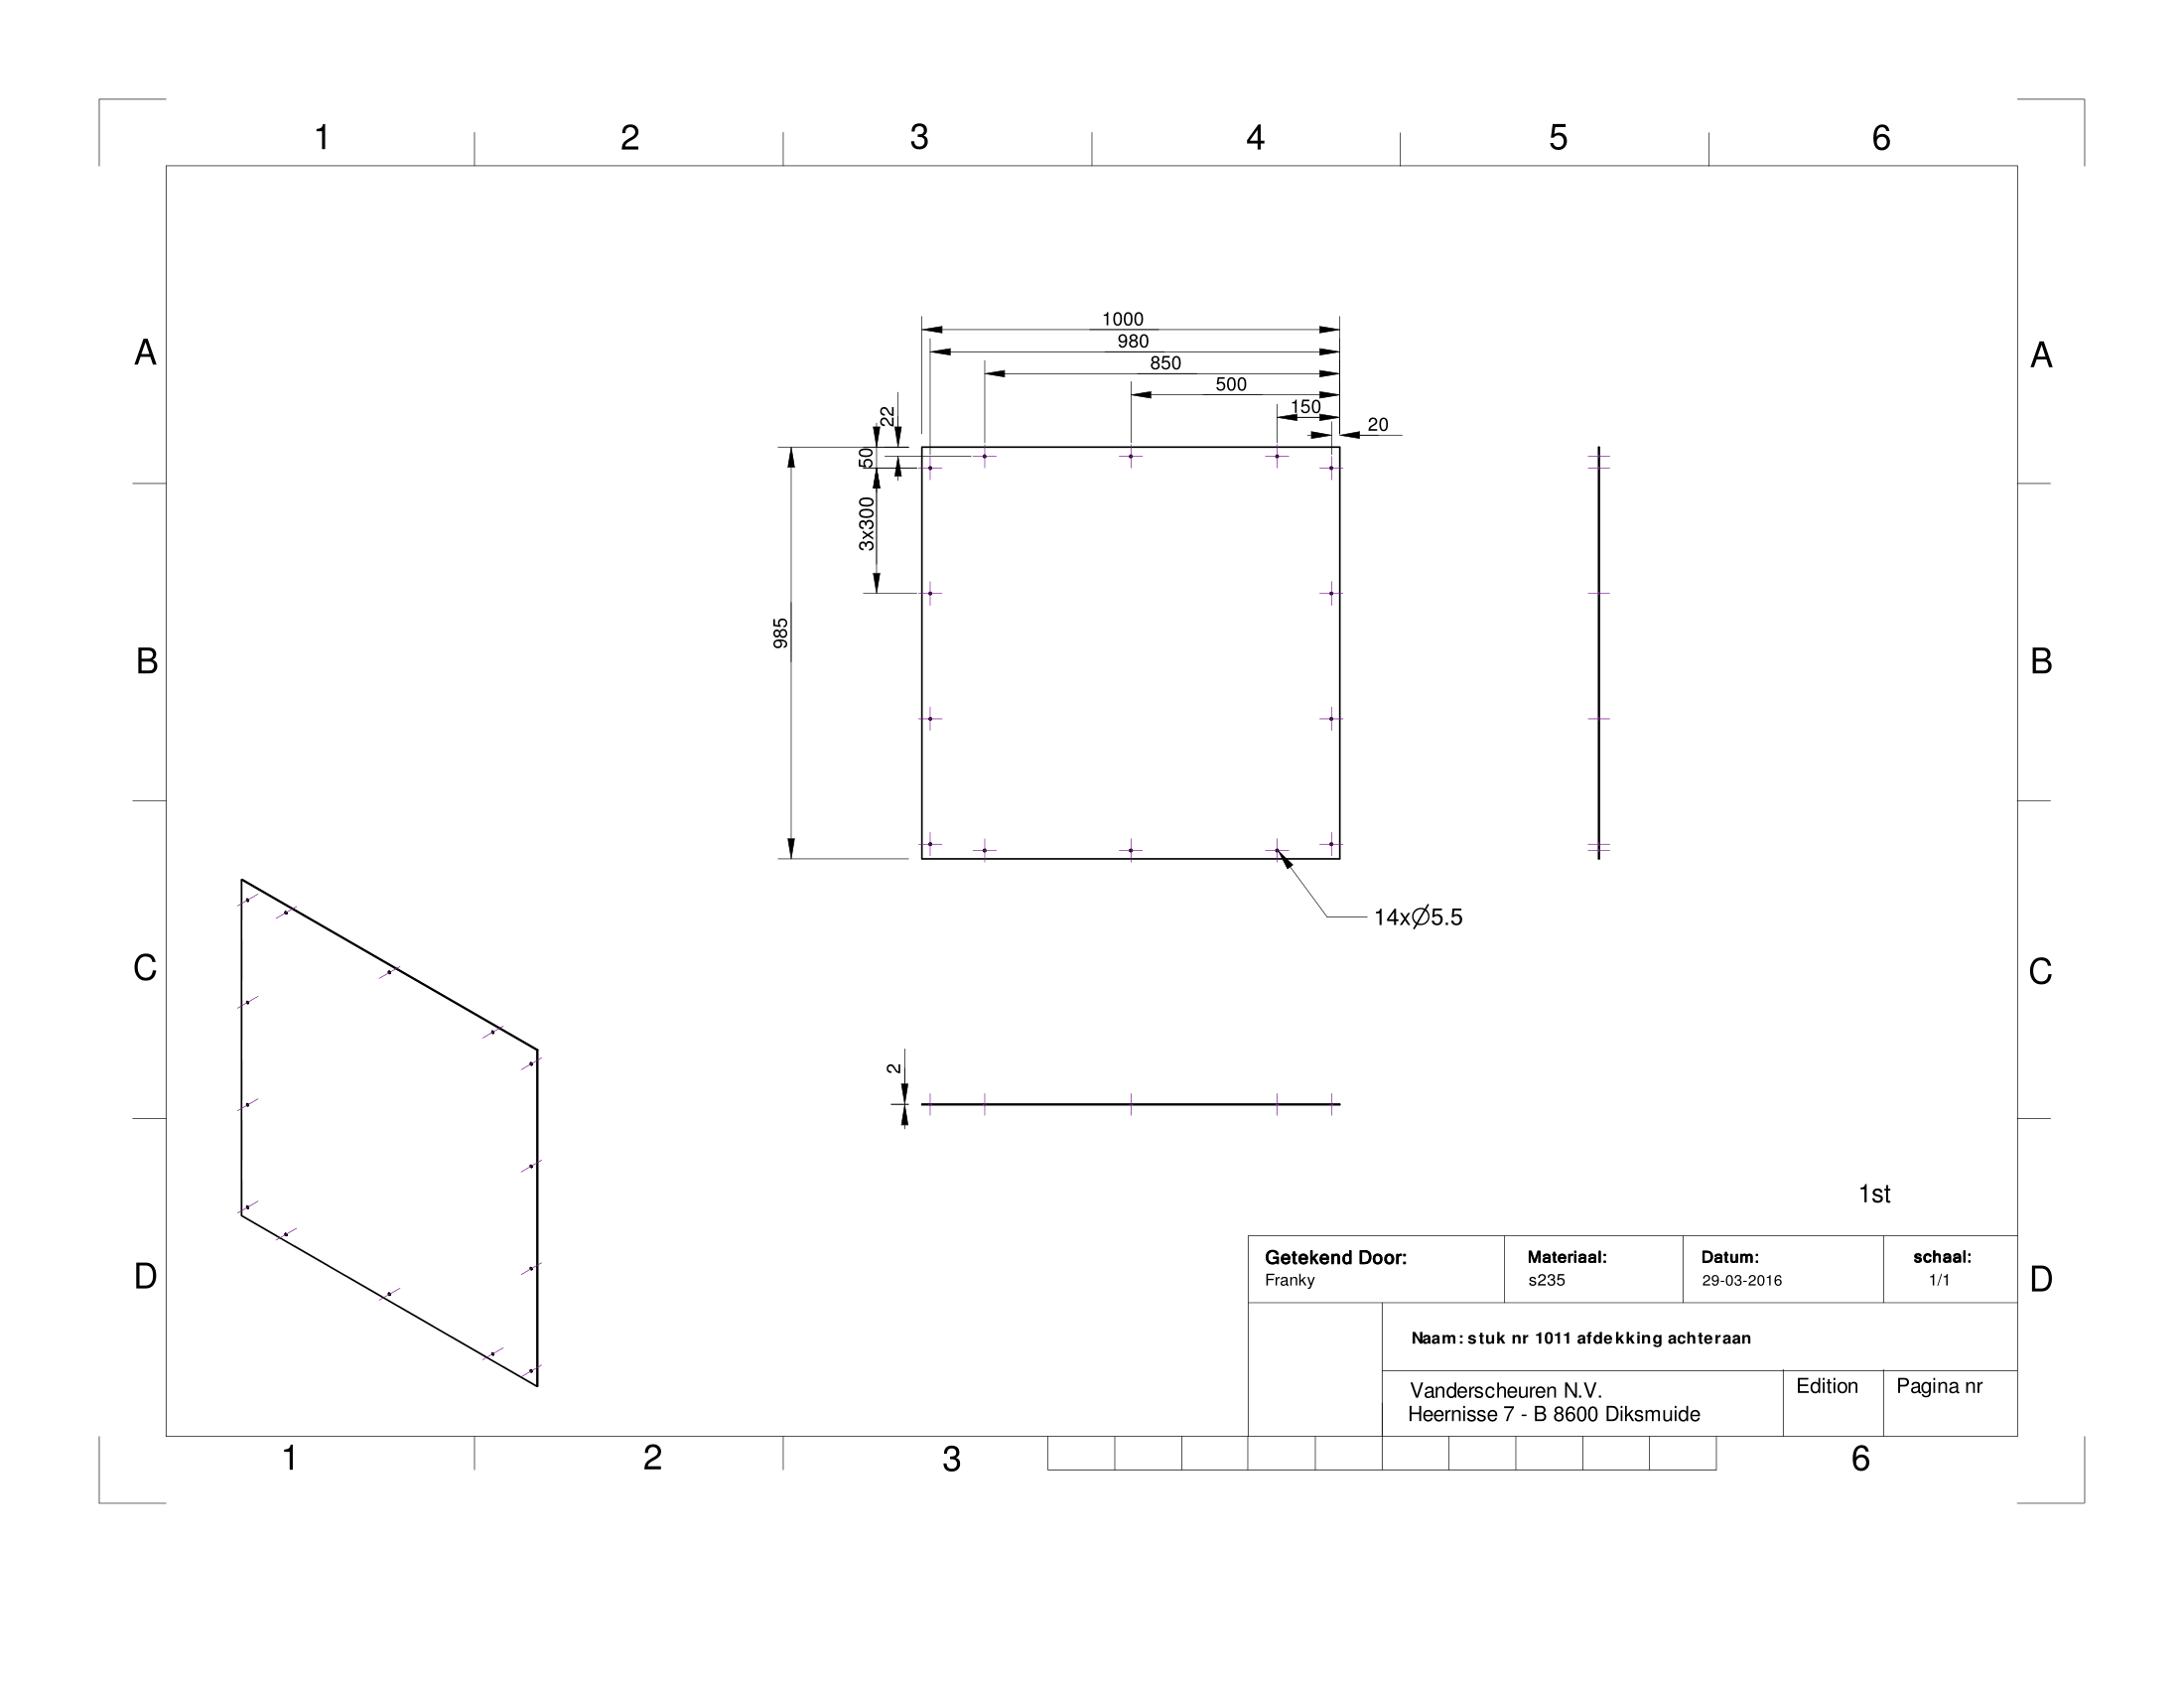 1 2 3 4 5 6
A A
B B
C C
D D
1000
980
850
500
150
20
22
50
3x300
985
14x∅5.5
2
1st
Getekend Door: Materiaal: Datum: schaal:
Franky s235 29-03-2016 1/1
Naam: stuk nr 1011 afdekking achteraan
Vanderscheuren N.V. Edition Pagina nr
Heernisse 7 - B 8600 Diksmuide
1 2 3 6